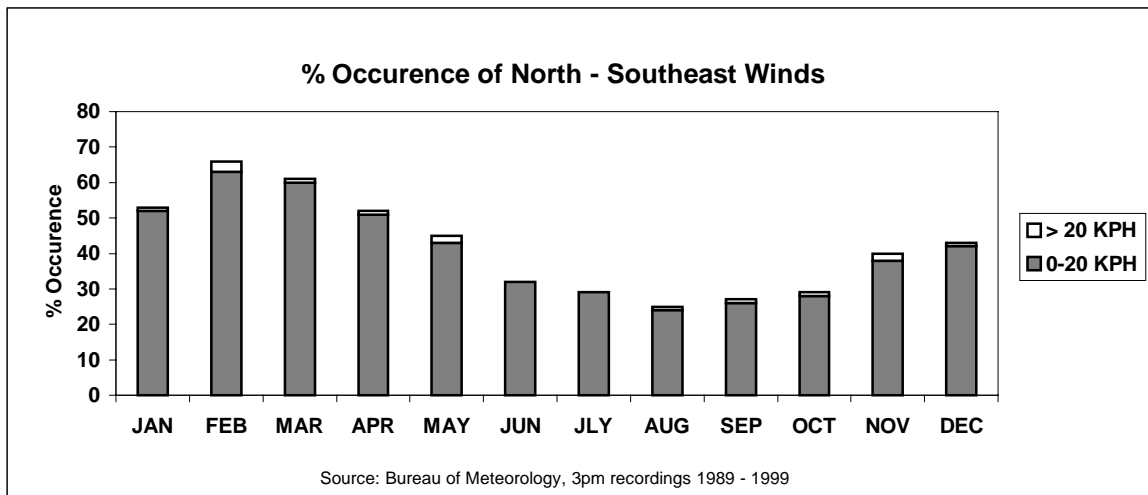 % Occurence of North - Southeast Winds
80
70
60
50
40
30
20
10
0
% Occurence
JAN FEB MAR APR MAY JUN JLY AUG SEP OCT NOV DEC
> 20 KPH
0-20 KPH
Source: Bureau of Meteorology, 3pm recordings 1989 - 1999